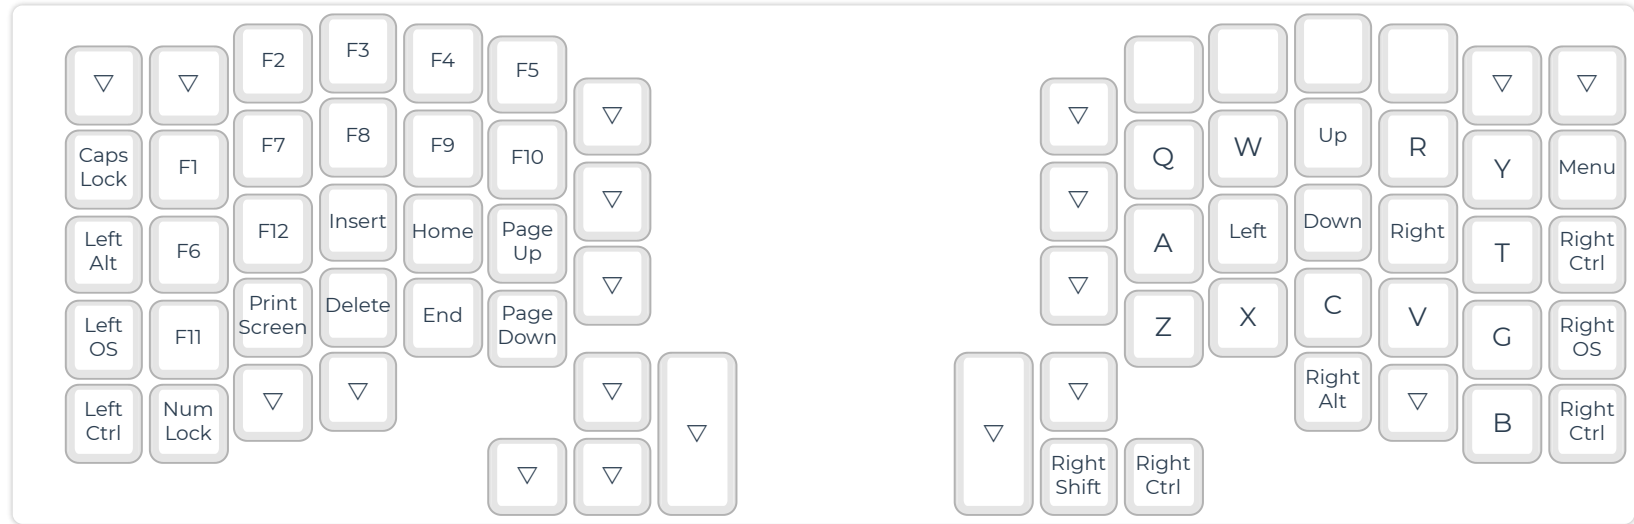 F2 F3 F4 F5
▽ ▽ ▽ ▽ ▽ ▽
Caps
Lock F1 F7 F8 F9 F10 ▽ ▽ Q W Up R Y Menu
Left
Alt F6 F12 Insert Home Page
Up ▽ ▽ A Left Down Right T Right
Ctrl
Left
OS F11 Print
Screen Delete End Page
Down Z X C V G Right
OS
Left
Ctrl Num
Lock ▽ ▽ ▽ ▽ ▽ ▽ Right
Alt ▽ B Right
Ctrl
▽ ▽ Right
Shift Right
Ctrl